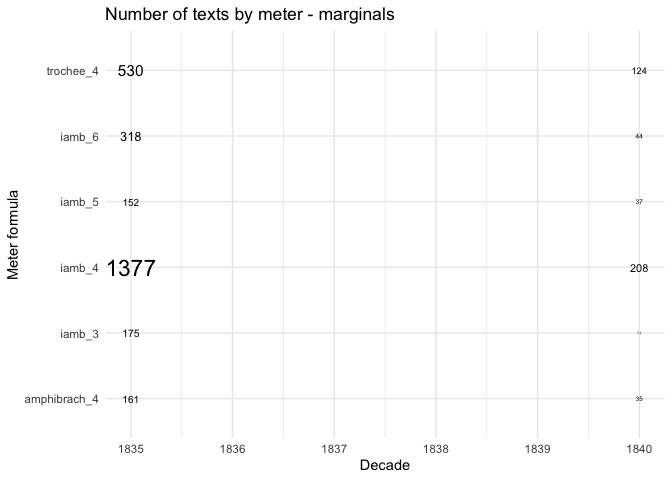 Number of texts by meter - marginals
Meter formula
trochee_4 530 124
iamb_6 318 44
iamb_5 152 37
iamb_4 1377 208
iamb_3 175
amphibrach_4 161 35
1835 1836 1837 1838 1839 1840
Decade